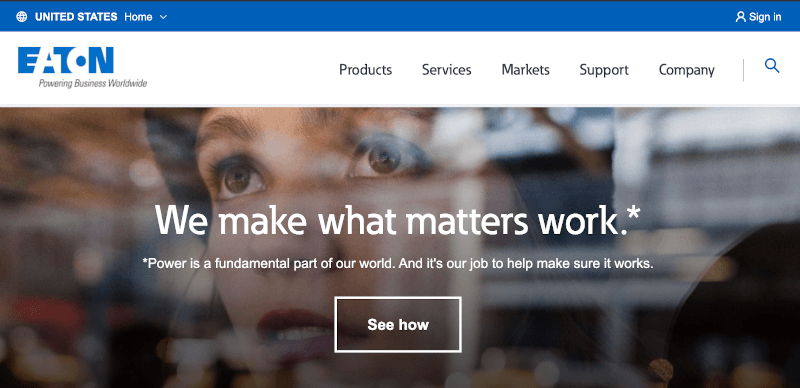 UNITED STATES Home
Sign in
EATON
Powering Business Worldwide
Products Services Markets Support Company
We make what matters work.*
*Power is a fundamental part of our world. And it's our job to help make sure it works.
See how